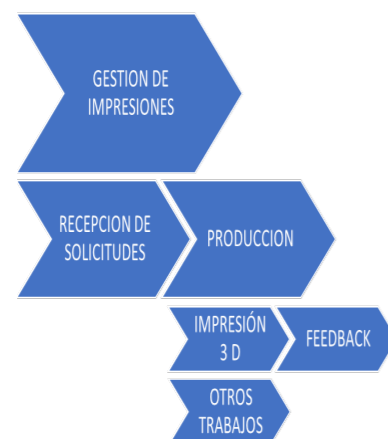 GESTION DE
IMPRESIONES
RECEPCION DE
SOLICITUDES
PRODUCCION
IMPRESIÓN
3 D
FEEDBACK
OTROS
TRABAJOS